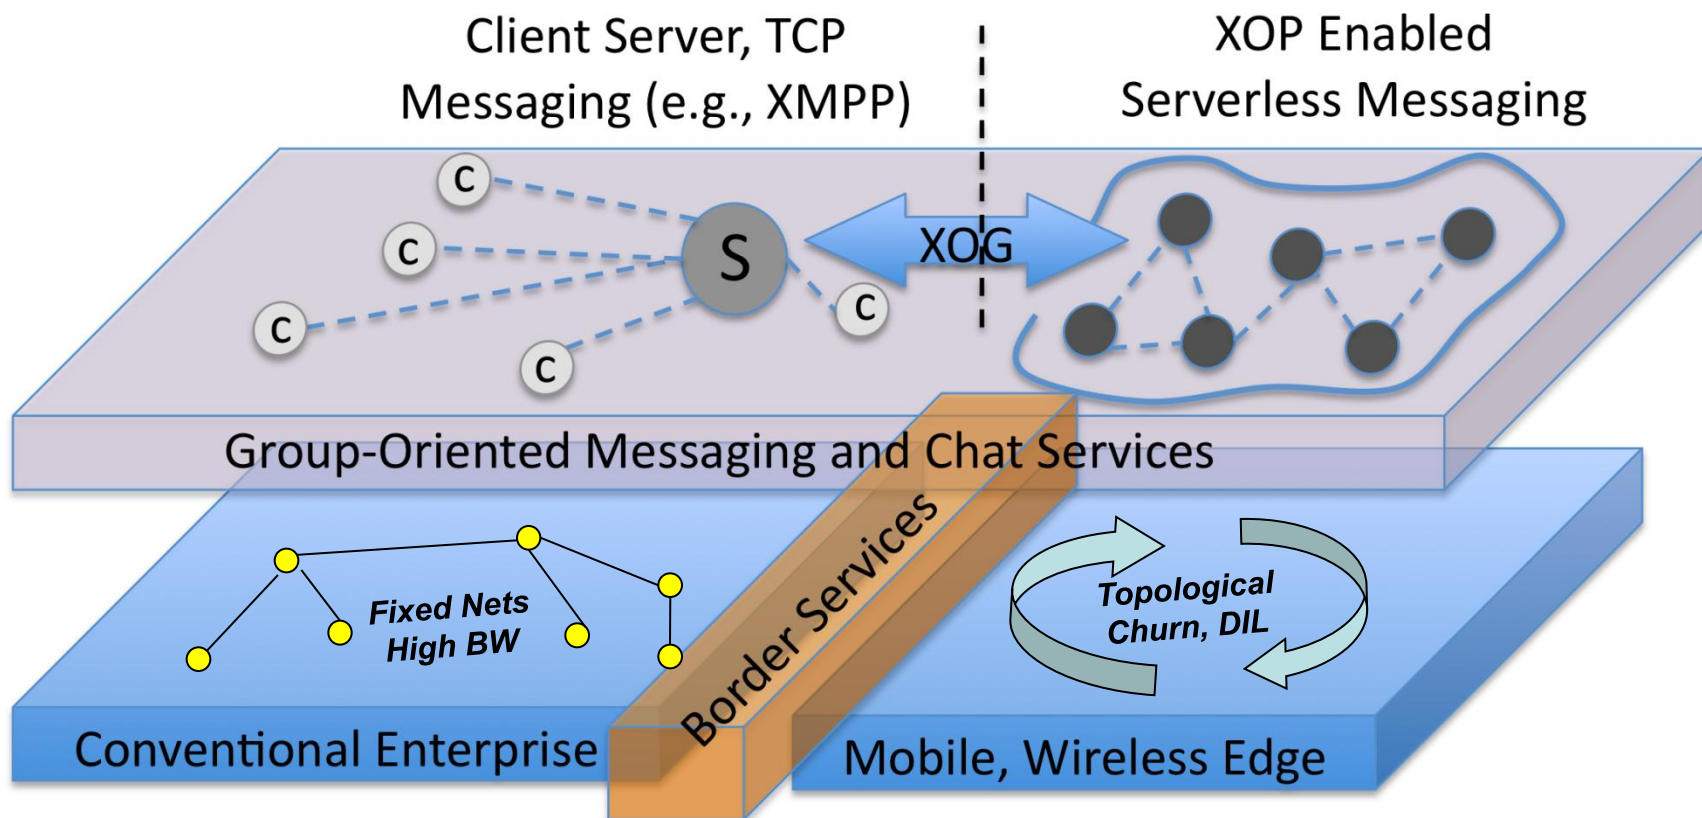 Client Server, TCP
Messaging (e.g., XMPP)
XOP Enabled
Serverless Messaging
C
C
C
C
C
S
XOG
Group-Oriented Messaging and Chat Services
Fixed Nets
High BW
Border Services
Topological
Churn, DIL
Conventional Enterprise
Mobile, Wireless Edge